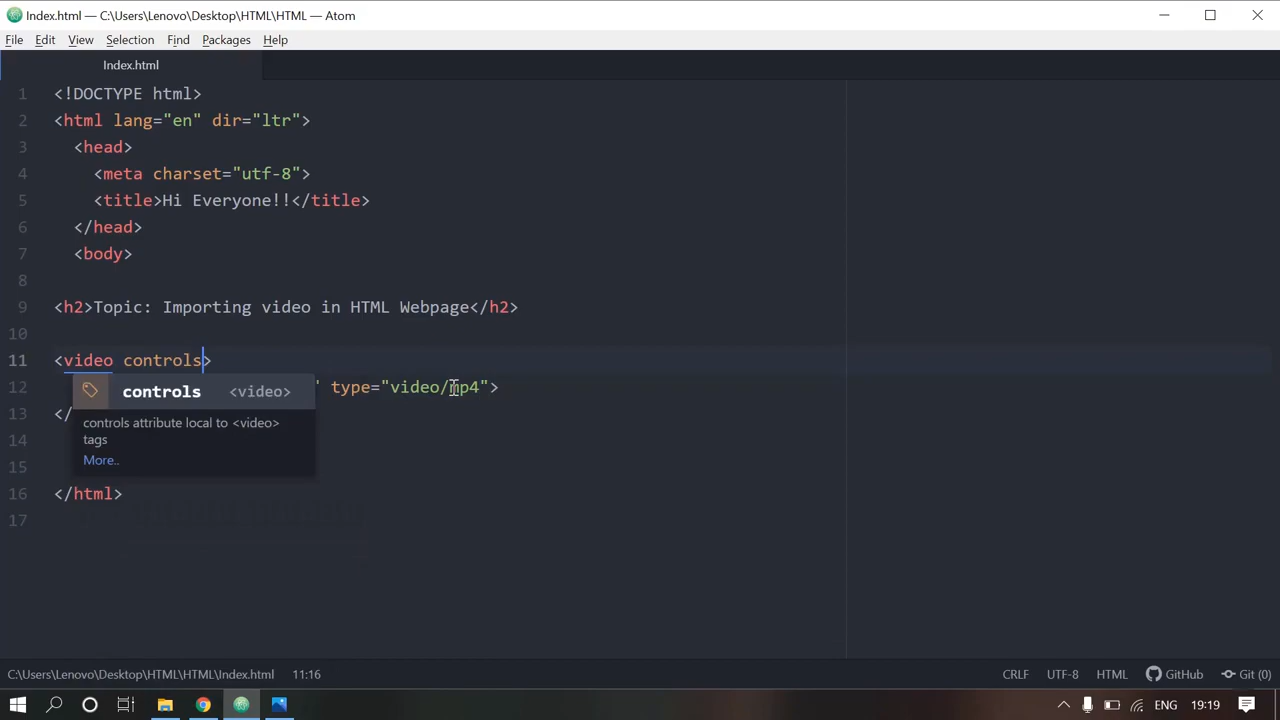 Index.html — C:\Users\Lenovo\Desktop\HTML\HTML — Atom
File Edit View Selection Find Packages Help
Index.html
1 <!DOCTYPE html>
2 <html lang="en" dir="ltr">
3 <head>
4 <meta charset="utf-8">
5 <title>Hi Everyone!!</title>
6 </head>
7 <body>
8
9 <h2>Topic: Importing video in HTML Webpage</h2>
10
11 <video controls>
12 " type="video/mp4">
controls <video>
13 </
controls attribute local to <video>
tags
14
More..
15
16 </html>
17
C:\Users\Lenovo\Desktop\HTML\HTML\Index.html 11:16 CRLF UTF-8 HTML GitHub Git (0)
ENG 19:19